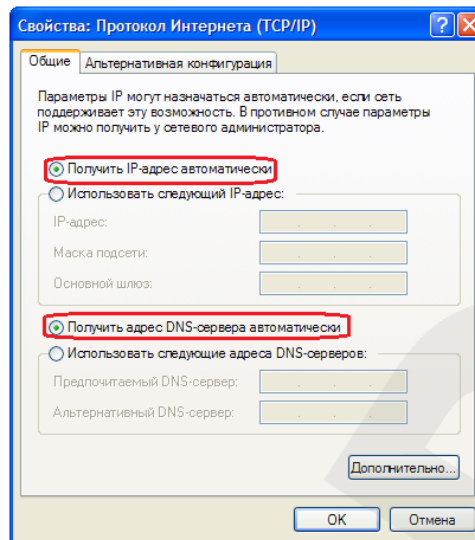 Свойства: Протокол Интернета (TCP/IP)
Общие Альтернативная конфигурация
Параметры IP могут назначаться автоматически, если сеть
поддерживает эту возможность. В противном случае параметры
IP можно получить у сетевого администратора.
Получить IP-адрес автоматически
Использовать следующий IP-адрес:
IP-адрес:
Маска подсети:
Основной шлюз:
Получить адрес DNS-сервера автоматически
Использовать следующие адреса DNS-серверов:
Предпочитаемый DNS-сервер:
Альтернативный DNS-сервер:
Дополнительно...
OK Отмена